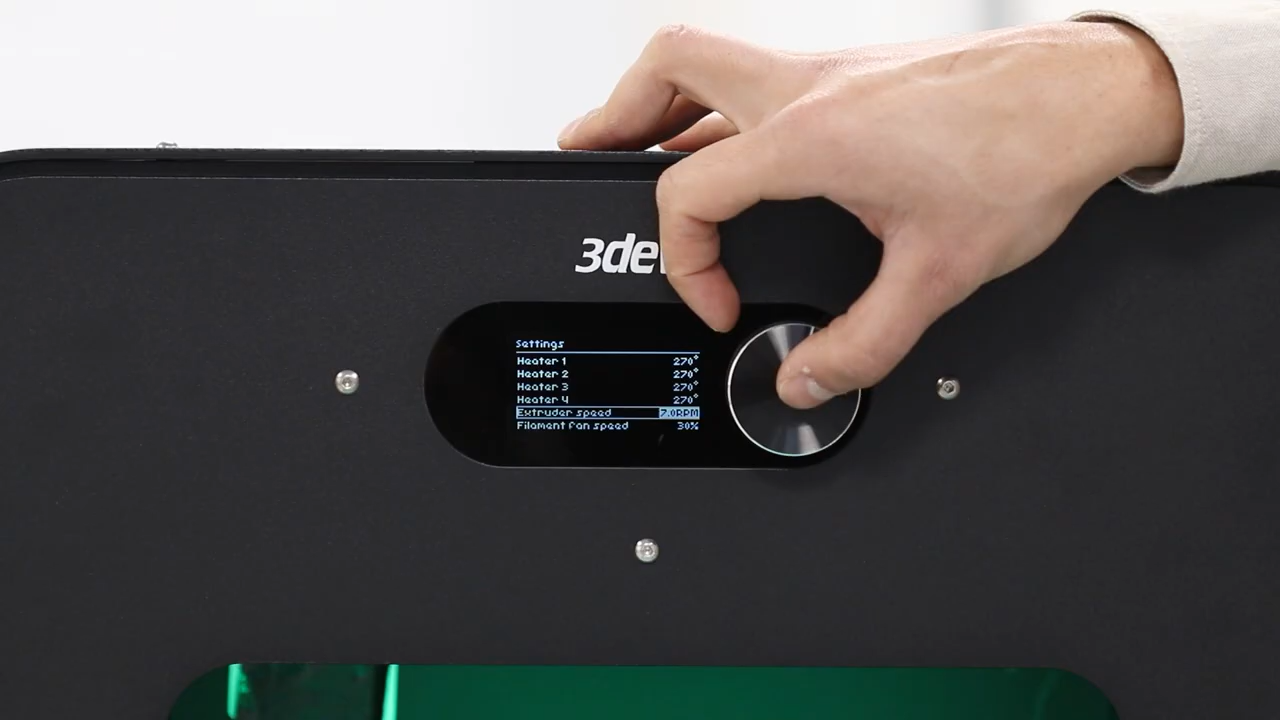 3de
Settings
Heater 1 270°
Heater 2 270°
Heater 3 270°
Heater 4 270°
Extruder speed 7.0RPM
Filament fan speed 30%